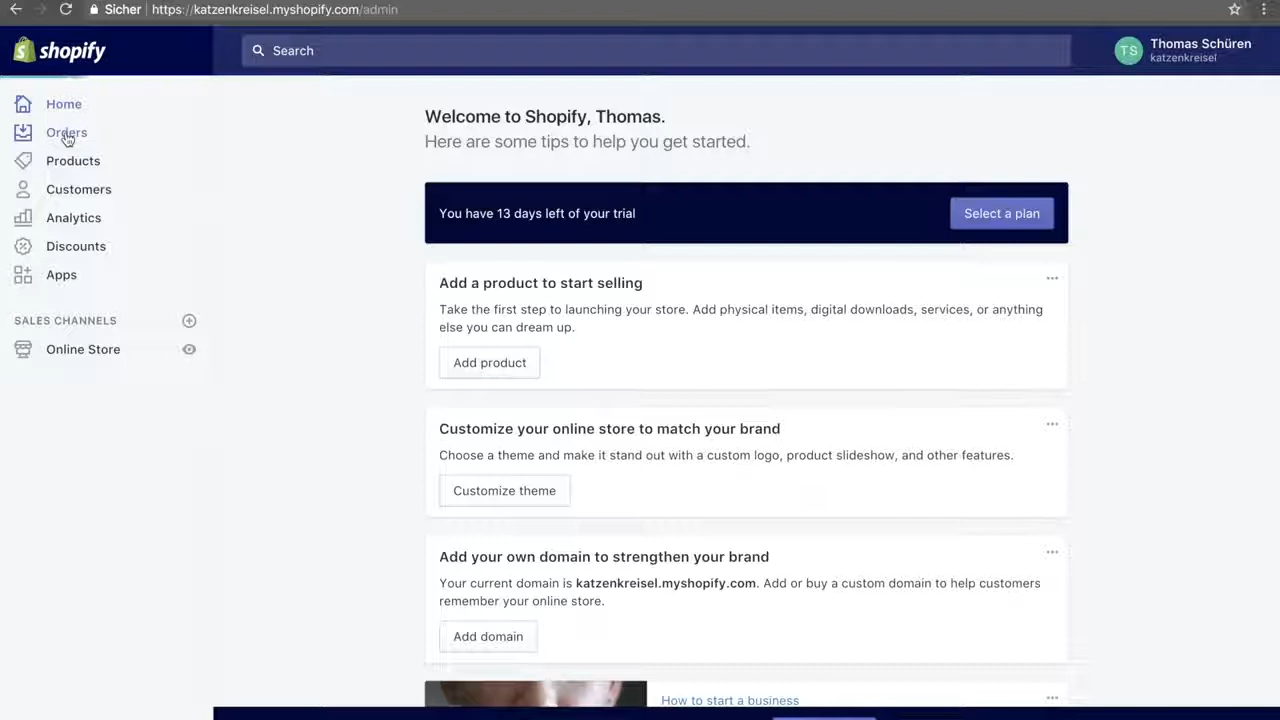 Sicher https://katzenkreisel.myshopify.com/admin
shopify
Search
TS
Thomas Schüren
katzenkreisel
Home
Orders
Products
Customers
Analytics
Discounts
Apps
SALES CHANNELS
Online Store
Welcome to Shopify, Thomas.
Here are some tips to help you get started.
You have 13 days left of your trial
Select a plan
Add a product to start selling
Take the first step to launching your store. Add physical items, digital downloads, services, or anything
else you can dream up.
Add product
Customize your online store to match your brand
Choose a theme and make it stand out with a custom logo, product slideshow, and other features.
Customize theme
Add your own domain to strengthen your brand
Your current domain is katzenkreisel.myshopify.com. Add or buy a custom domain to help customers
remember your online store.
Add domain
How to start a business